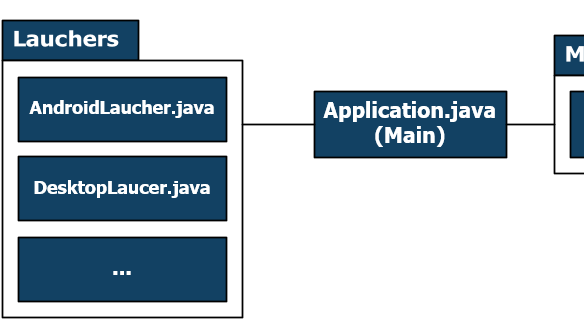 Lauchers
AndroidLaucher.java
DesktopLaucer.java
...
Application.java
(Main)